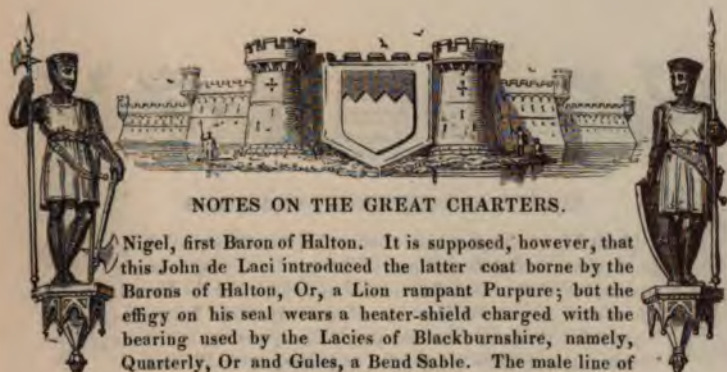 NOTES ON THE GREAT CHARTERS.
Nigel, first Baron of Halton. It is supposed, however, that
this John de Laci introduced the latter coat borne by the
Barons of Halton, Or, a Lion rampant Purpure; but the
effigy on his seal wears a heater-shield charged with the
bearing used by the Lacies of Blackburnshire, namely,
Quarterly, Or and Gules, a Bend Sable. The male line of